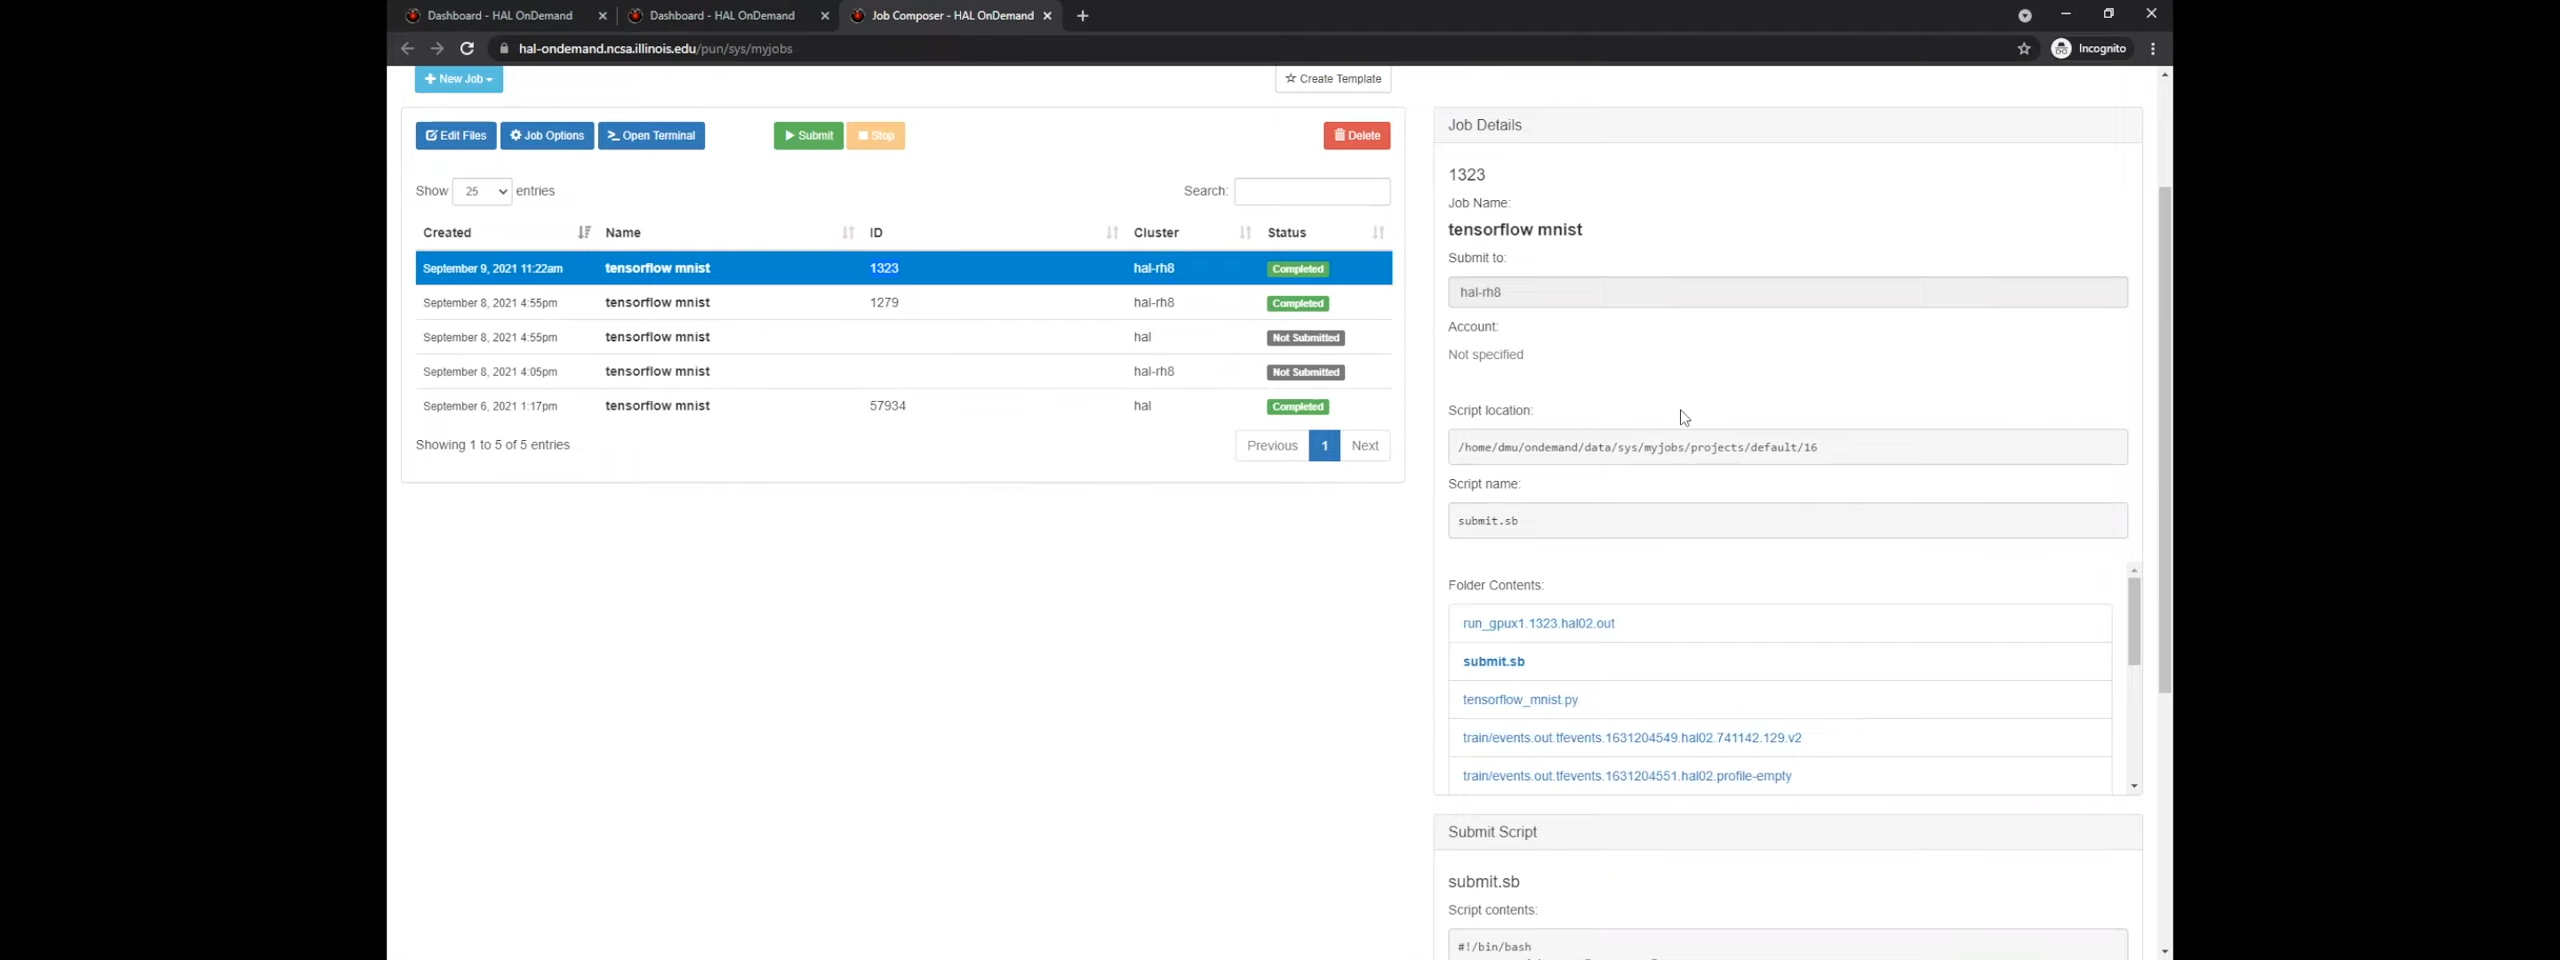 Dashboard - HAL OnDemand
Dashboard - HAL OnDemand
Job Composer - HAL OnDemand
hal-ondemand.ncsa.illinois.edu/pun/sys/myjobs
Incognito
New Job
Create Template
Edit Files
Job Options
Open Terminal
Submit
Stop
Delete
Show 25 entries
Search:
Created Name ID Cluster Status
September 9, 2021 11:22am tensorflow mnist 1323 hal-rh8 Completed
September 8, 2021 4:55pm tensorflow mnist 1279 hal-rh8 Completed
September 8, 2021 4:55pm tensorflow mnist hal Not Submitted
September 8, 2021 4:05pm tensorflow mnist hal-rh8 Not Submitted
September 6, 2021 1:17pm tensorflow mnist 57934 hal Completed
Showing 1 to 5 of 5 entries
Previous 1 Next
Job Details
1323
Job Name:
tensorflow mnist
Submit to:
hal-rh8
Account:
Not specified
Script location:
/home/dmu/ondemand/data/sys/myjobs/projects/default/16
Script name:
submit.sb
Folder Contents:
run_gpux1.1323.hal02.out
submit.sb
tensorflow_mnist.py
train/events.out.tfevents.1631204549.hal02.741142.129.v2
train/events.out.tfevents.1631204551.hal02.profile-empty
Submit Script
submit.sb
Script contents:
#!/bin/bash